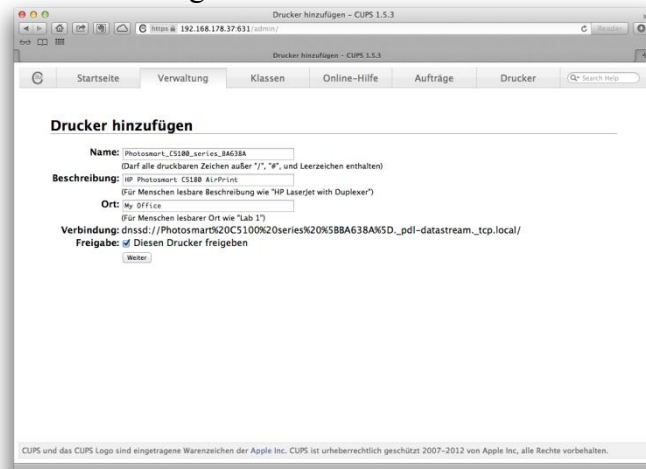 Drucker hinzufügen – CUPS 1.5.3
https 192.168.178.37:631/admin/
Reader
Drucker hinzufügen – CUPS 1.5.3
Startseite Verwaltung Klassen Online-Hilfe Aufträge Drucker Search Help
Drucker hinzufügen
Name: Photosmart_C5100_series_BA638A
(Darf alle druckbaren Zeichen außer "/", "#", und Leerzeichen enthalten)
Beschreibung: HP Photosmart C5180 AirPrint
(Für Menschen lesbare Beschreibung wie "HP LaserJet with Duplexer")
Ort: My Office
(Für Menschen lesbarer Ort wie "Lab 1")
Verbindung: dnssd://Photosmart%20C5100%20series%20%5BBA638A%5D._pdl-datastream._tcp.local/
Freigabe: Diesen Drucker freigeben
Weiter
CUPS und das CUPS Logo sind eingetragene Warenzeichen der Apple Inc. CUPS ist urheberrechtlich geschützt 2007-2012 von Apple Inc, alle Rechte vorbehalten.